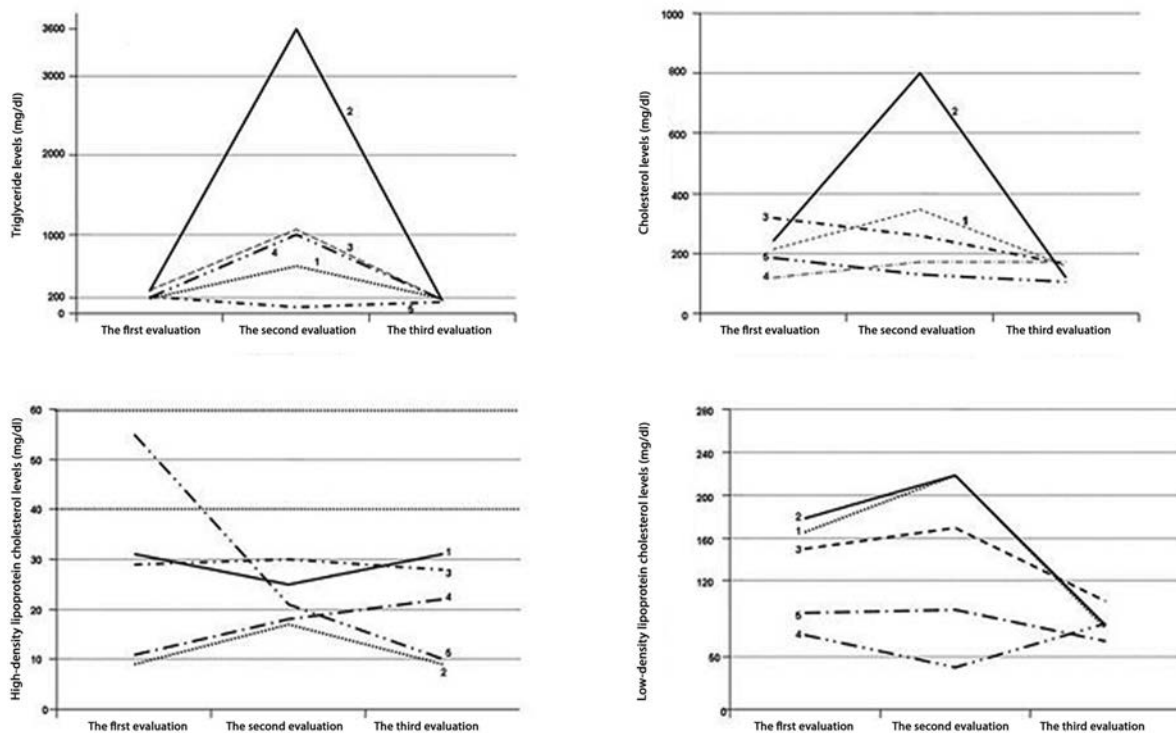 Triglyceride levels (mg/dl)
3600
3000
2000
1000
200
0
2
3
4
1
5
The first evaluation
The second evaluation
The third evaluation
Cholesterol levels (mg/dl)
1000
800
600
400
200
0
2
3
1
5
4
The first evaluation
The second evaluation
The third evaluation
High-density lipoprotein cholesterol levels (mg/dl)
60
50
40
30
20
10
0
1
3
4
5
2
The first evaluation
The second evaluation
The third evaluation
Low-density lipoprotein cholesterol levels (mg/dl)
280
240
200
160
120
50
0
2
1
3
5
4
The first evaluation
The second evaluation
The third evaluation